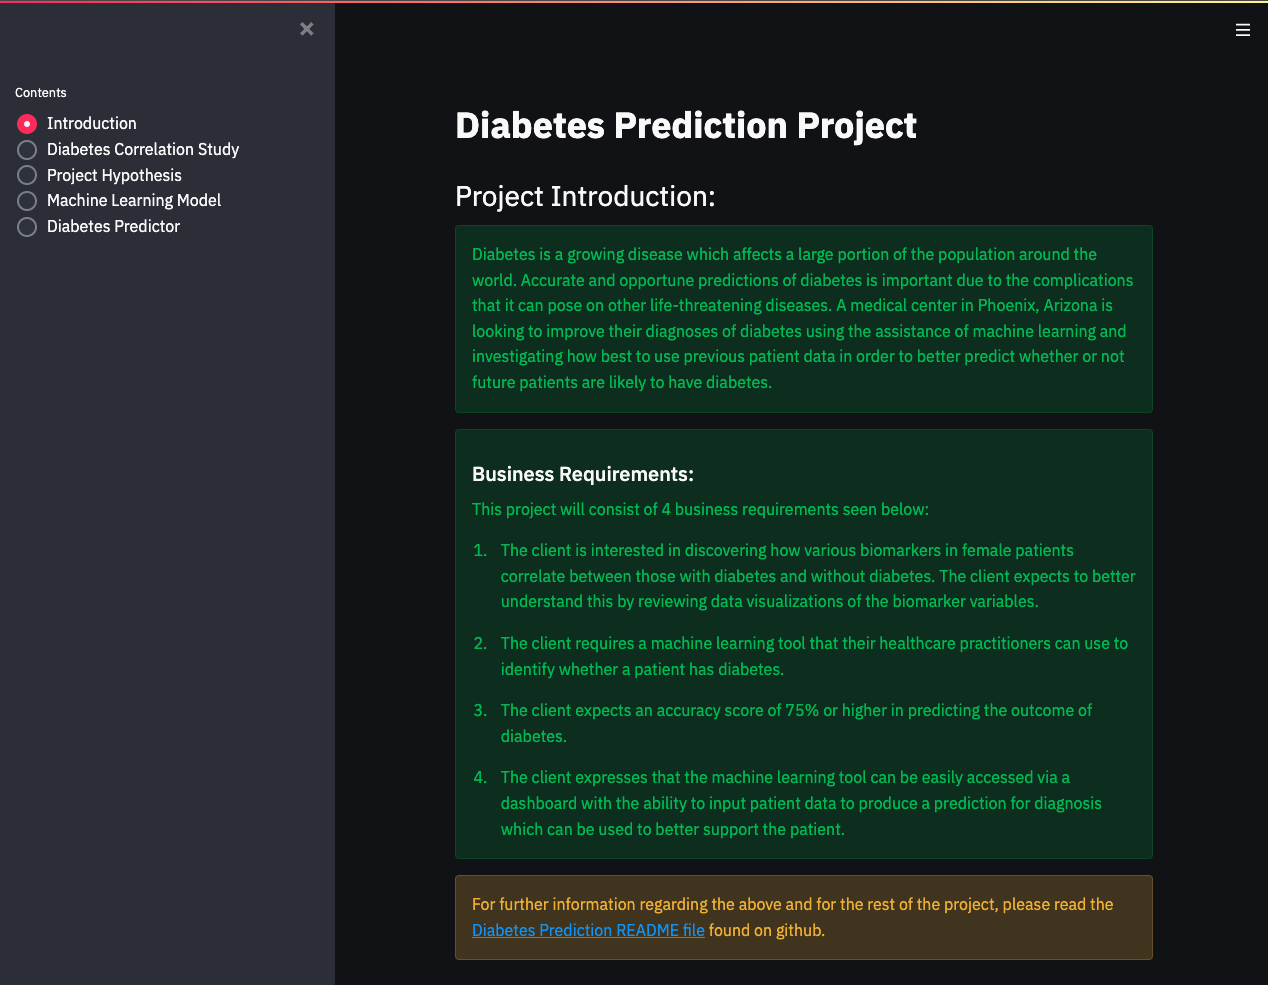 Contents
Introduction
Diabetes Correlation Study
Project Hypothesis
Machine Learning Model
Diabetes Predictor
Diabetes Prediction Project
Project Introduction:
Diabetes is a growing disease which affects a large portion of the population around the
world. Accurate and opportune predictions of diabetes is important due to the complications
that it can pose on other life-threatening diseases. A medical center in Phoenix, Arizona is
looking to improve their diagnoses of diabetes using the assistance of machine learning and
investigating how best to use previous patient data in order to better predict whether or not
future patients are likely to have diabetes.
Business Requirements:
This project will consist of 4 business requirements seen below:
1. The client is interested in discovering how various biomarkers in female patients
correlate between those with diabetes and without diabetes. The client expects to better
understand this by reviewing data visualizations of the biomarker variables.
2. The client requires a machine learning tool that their healthcare practitioners can use to
identify whether a patient has diabetes.
3. The client expects an accuracy score of 75% or higher in predicting the outcome of
diabetes.
4. The client expresses that the machine learning tool can be easily accessed via a
dashboard with the ability to input patient data to produce a prediction for diagnosis
which can be used to better support the patient.
For further information regarding the above and for the rest of the project, please read the
Diabetes Prediction README file found on github.